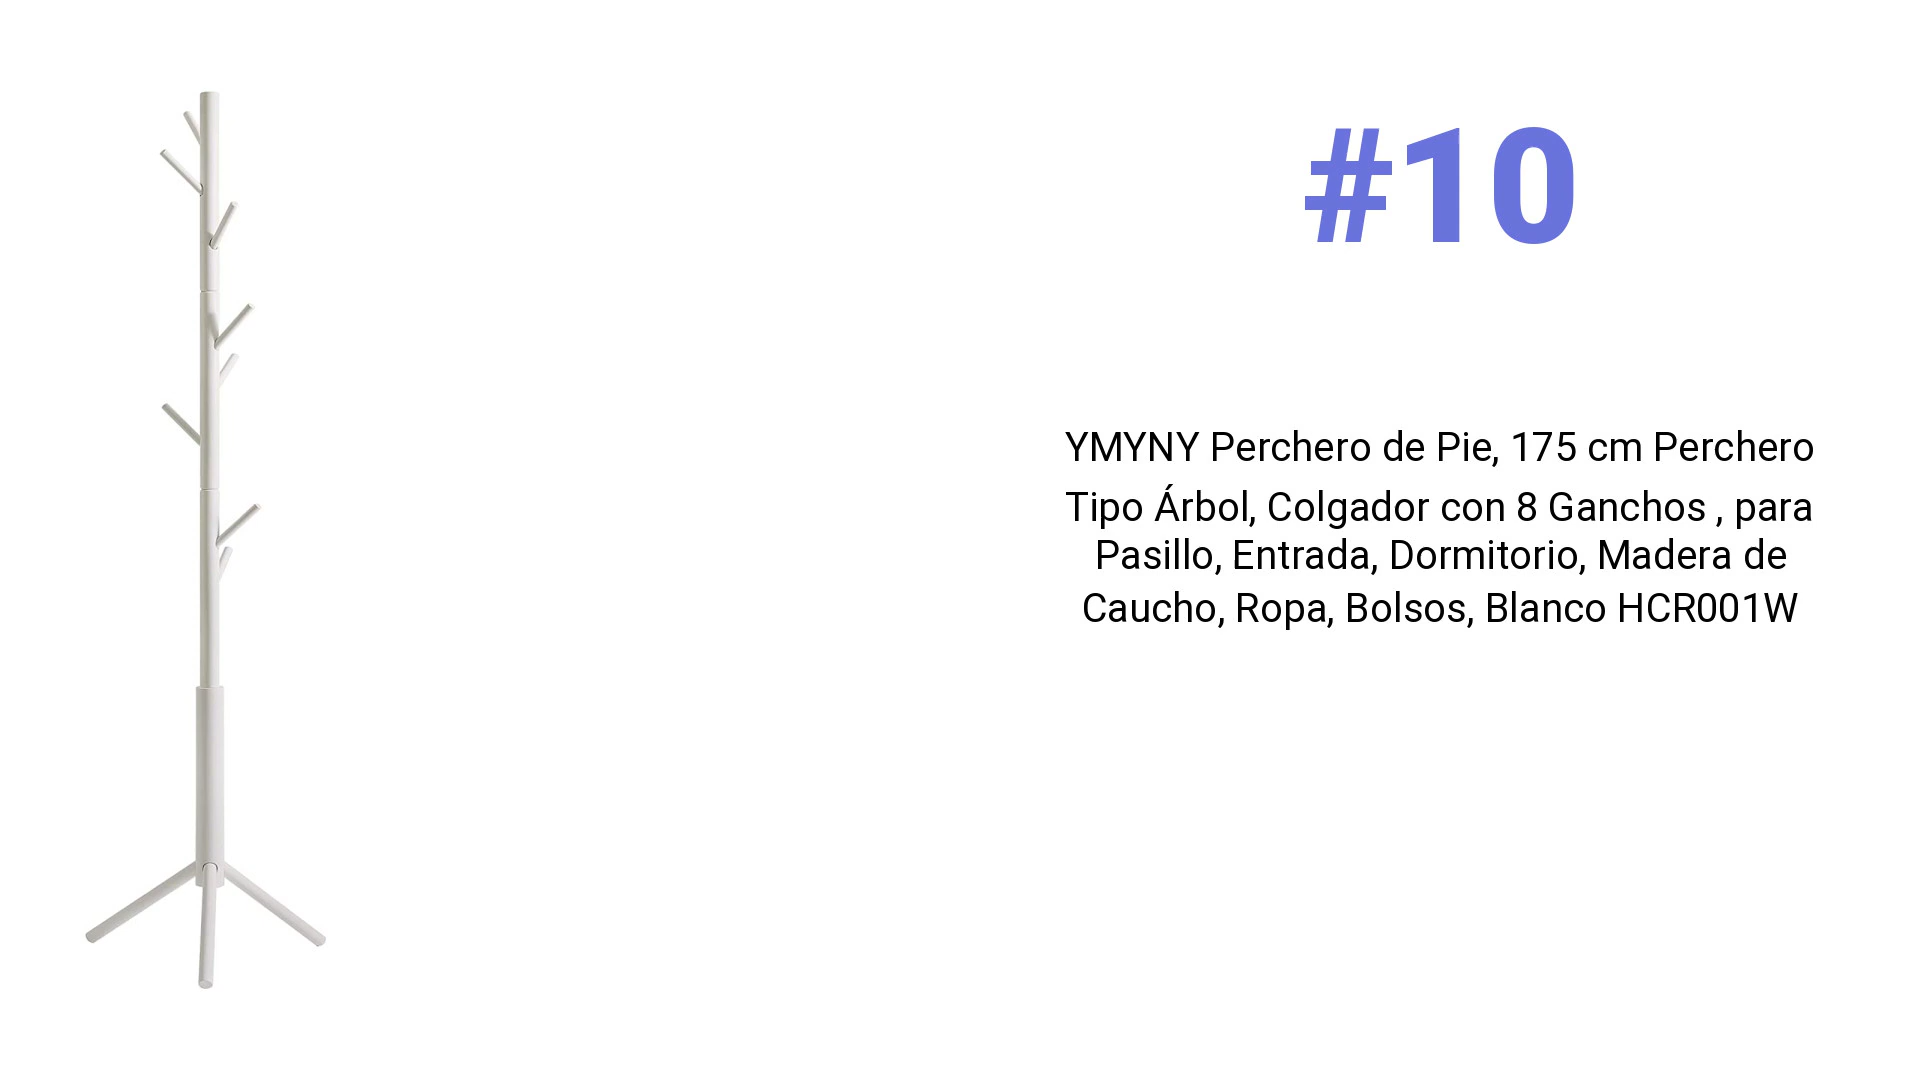 #10
YMYNY Perchero de Pie, 175 cm Perchero
Tipo Árbol, Colgador con 8 Ganchos , para
Pasillo, Entrada, Dormitorio, Madera de
Caucho, Ropa, Bolsos, Blanco HCR001W